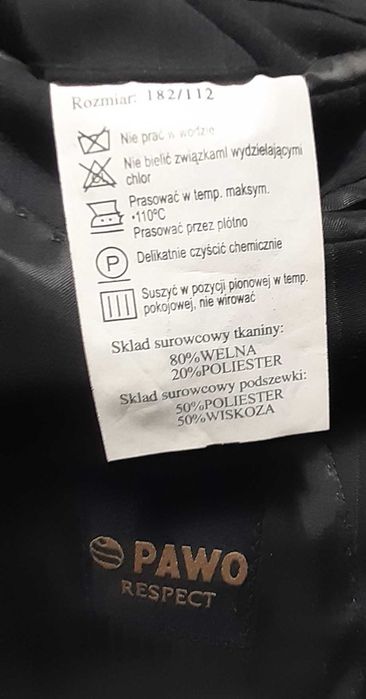 Rozmiar: 182/112
Nie prać w wodzie
Nie bielić związkami wydzielającymi
chlor
Prasować w temp. maksym.
•110°C
Prasować przez płótno
P
Delikatnie czyścić chemicznie
Suszyć w pozycji pionowej w temp.
pokojowej, nie wirować
Skład surowcowy tkaniny:
80%WELNA
20%POLIESTER
Skład surowcowy podszewki:
50%POLIESTER
50%WISKOZA
PAWO
RESPECT